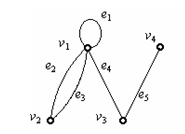 e₁
v₁
v₄
e₂
e₄
e₃
e₅
v₂
v₃